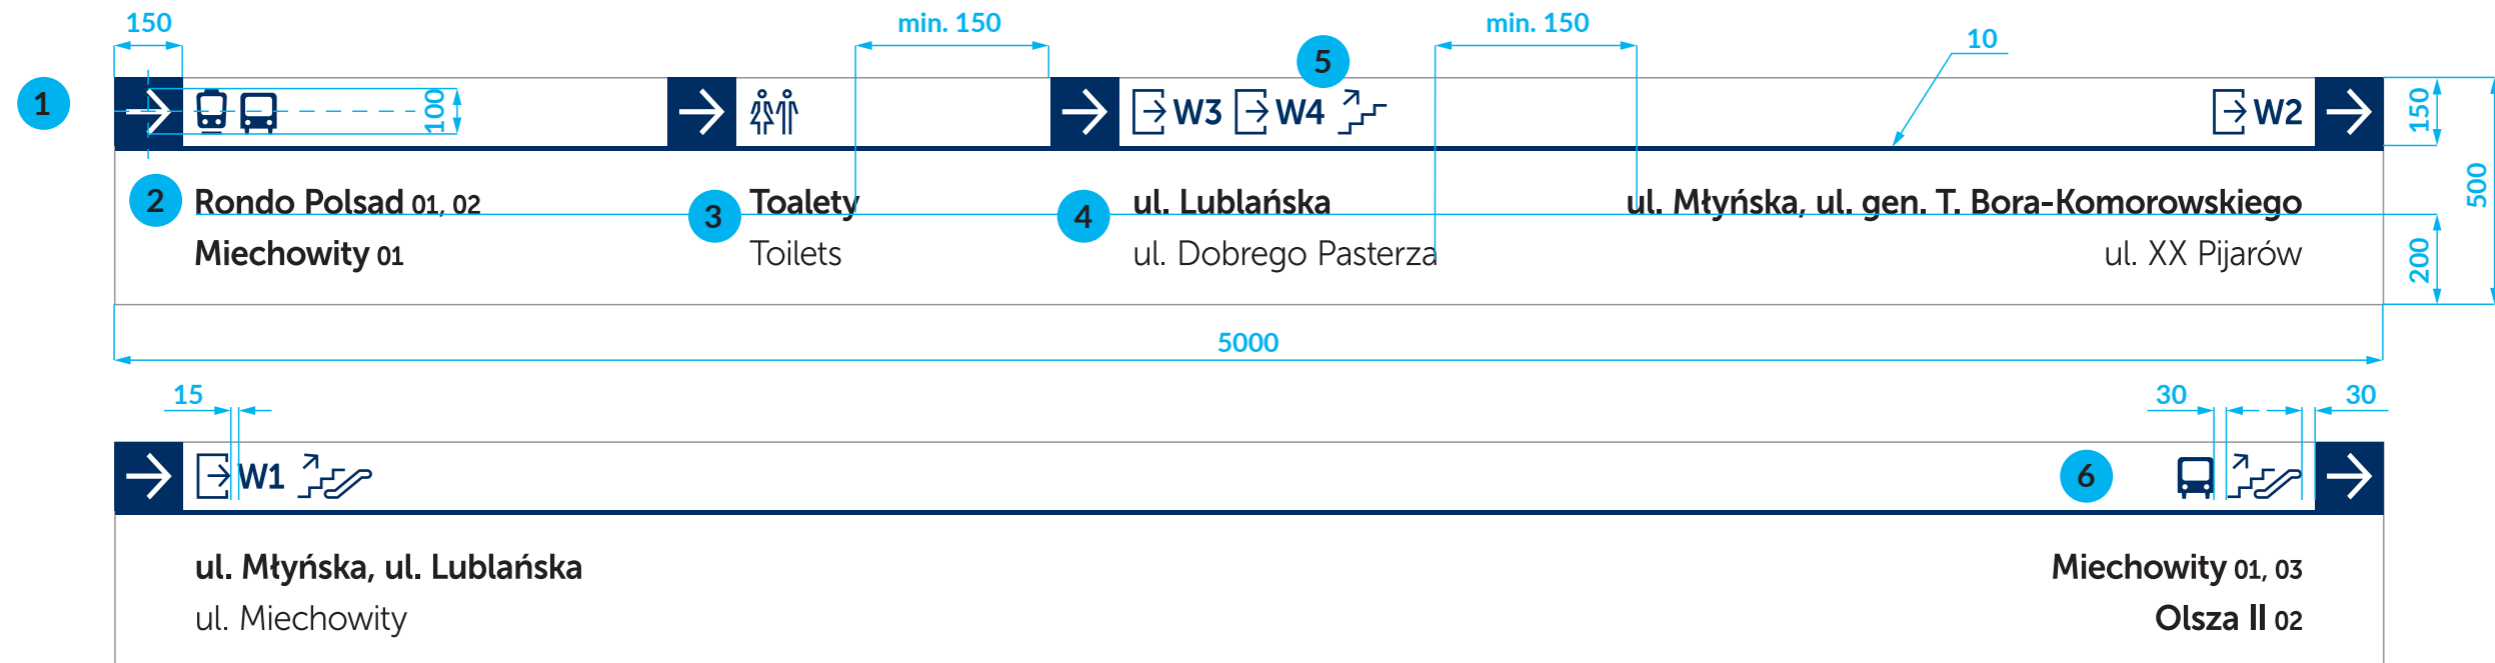 150
min. 150
min. 150
10
5
1
100
W3 W4
W2
150
2
Rondo Polsad 01, 02
3
Toalety
4
ul. Lublańska
ul. Młyńska, ul. gen. T. Bora-Komorowskiego
500
Miechowity 01
Toilets
ul. Dobrego Pasterza
ul. XX Pijarów
200
5000
15
30
30
W1
6
ul. Młyńska, ul. Lublańska
Miechowity 01, 03
ul. Miechowity
Olsza II 02